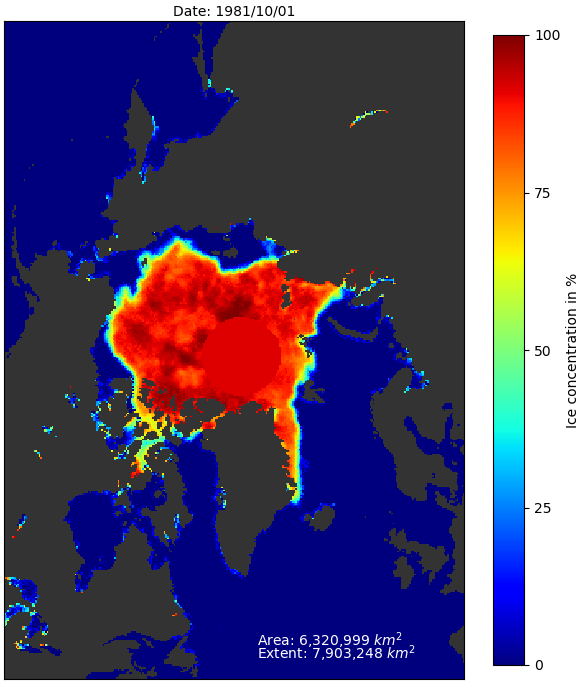 Date: 1981/10/01
100
75
50
25
0
Ice concentration in %
Area: 6,320,999 km²
Extent: 7,903,248 km²